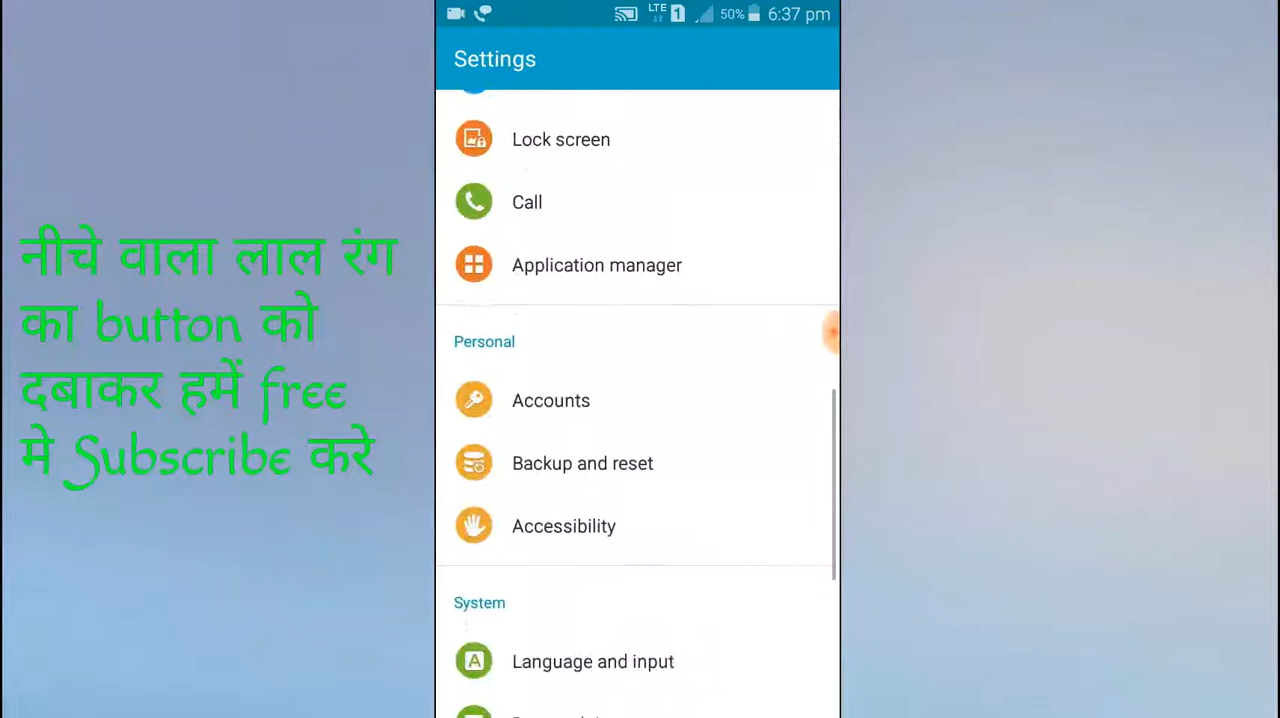 LTE 1 50% 6:37 pm
Settings
Lock screen
Call
Application manager
Personal
Accounts
Backup and reset
Accessibility
System
Language and input
नीचे वाला लाल रंग
का button को
दबाकर हमें free
मे Subscribe करे